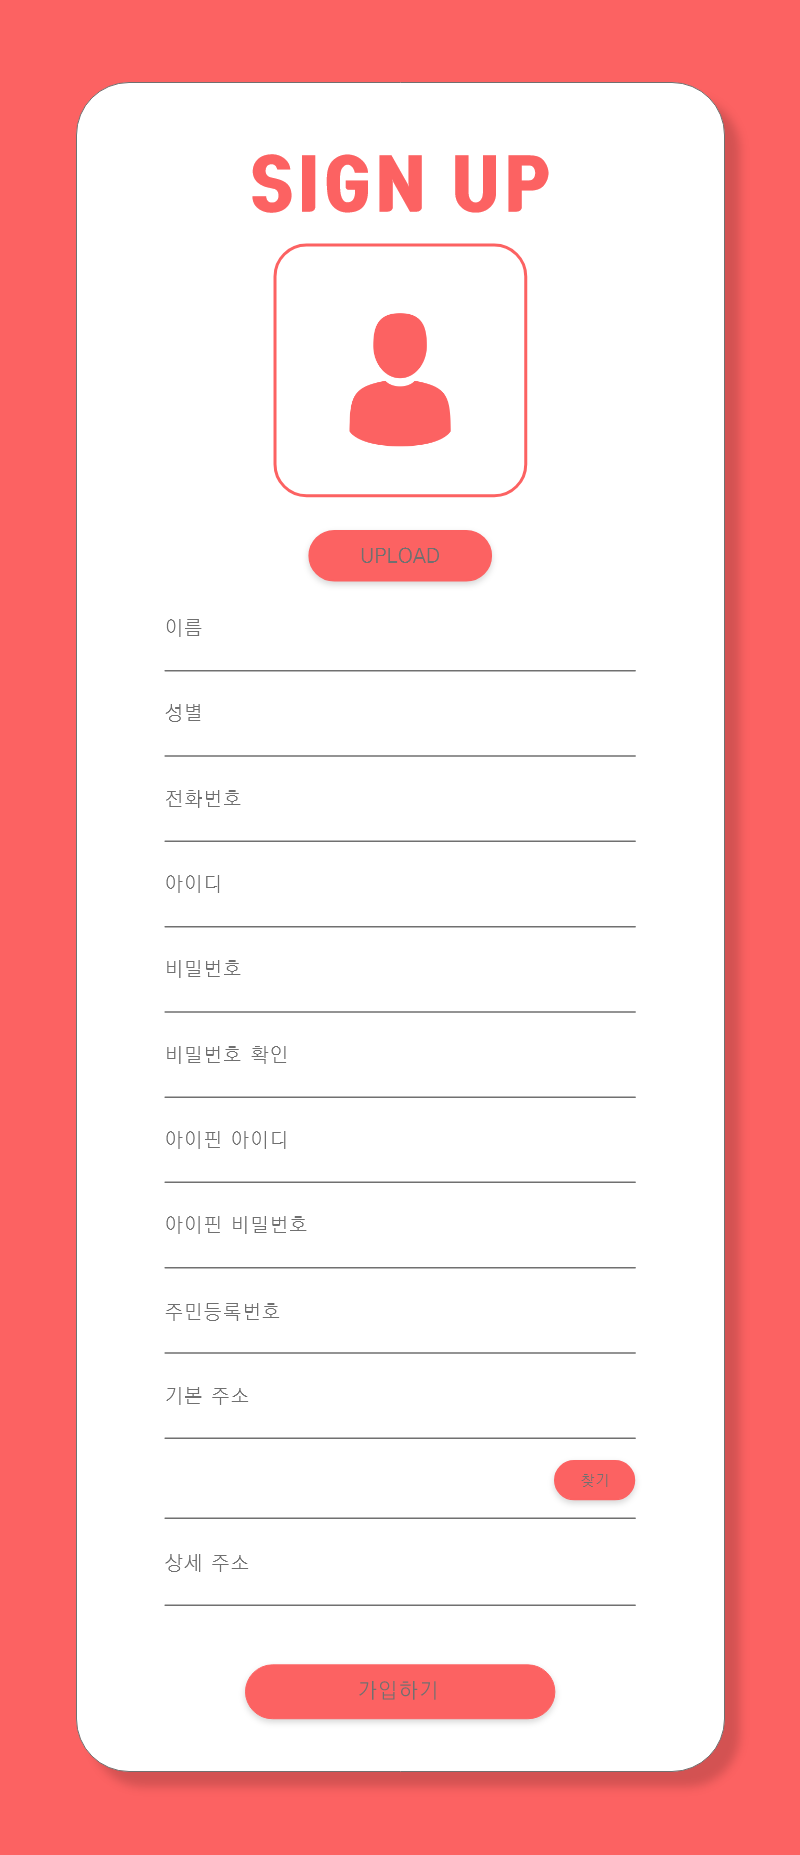 SIGN UP
UPLOAD
이름
성별
전화번호
아이디
비밀번호
비밀번호 확인
아이핀 아이디
아이핀 비밀번호
주민등록번호
기본 주소
찾기
상세 주소
가입하기